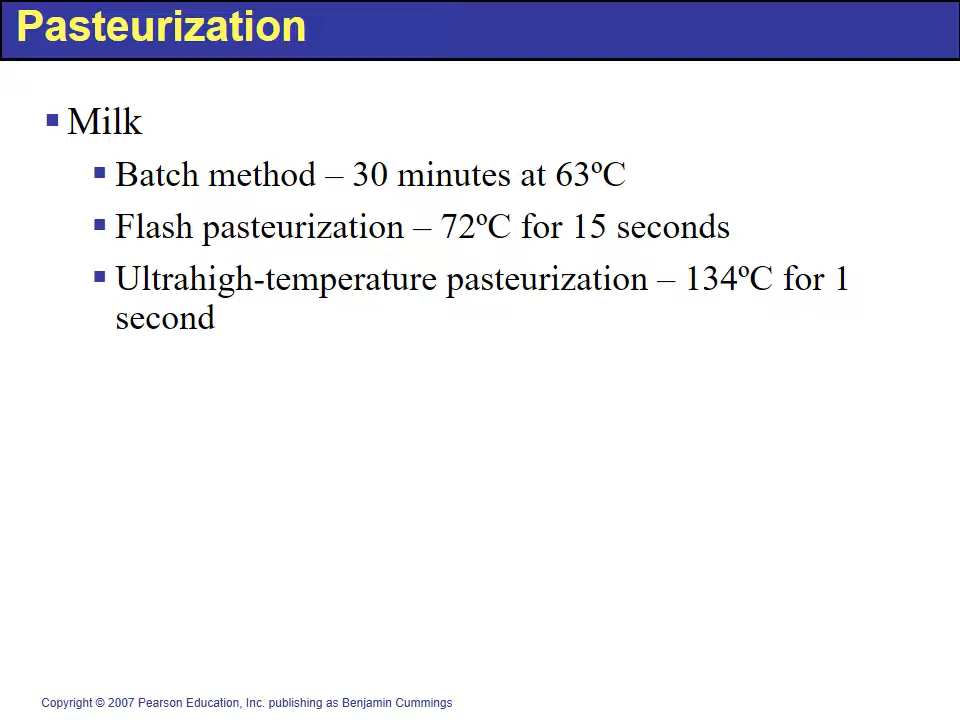 Pasteurization
Milk
Batch method – 30 minutes at 63ºC
Flash pasteurization – 72ºC for 15 seconds
Ultrahigh-temperature pasteurization – 134ºC for 1
second
Copyright © 2007 Pearson Education, Inc. publishing as Benjamin Cummings